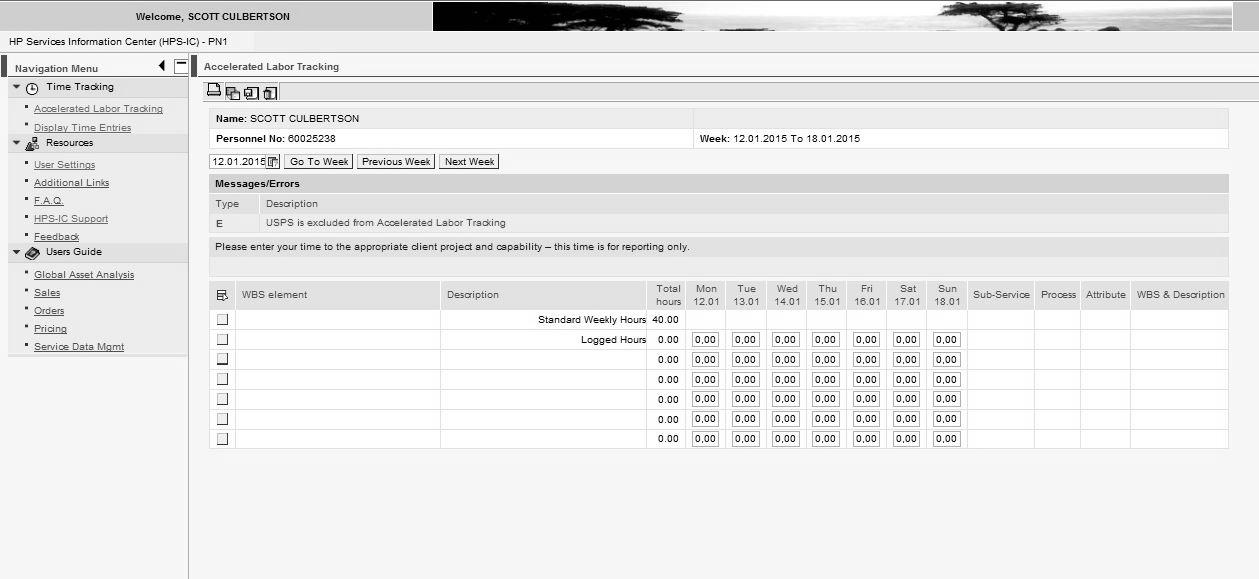 Welcome, SCOTT CULBERTSON
HP Services Information Center (HPS-IC) - PN1
Navigation Menu
Time Tracking
Accelerated Labor Tracking
Display Time Entries
Resources
User Settings
Additional Links
F.A.Q.
HPS-IC Support
Feedback
Users Guide
Global Asset Analysis
Sales
Orders
Pricing
Service Data Mgmt
Accelerated Labor Tracking
Name: SCOTT CULBERTSON
Personnel No: 60025238 Week: 12.01.2015 To 18.01.2015
12.01.2015 Go To Week Previous Week Next Week
Messages/Errors
Type Description
E USPS is excluded from Accelerated Labor Tracking
Please enter your time to the appropriate client project and capability – this time is for reporting only.
WBS element Description Total hours Mon 12.01 Tue 13.01 Wed 14.01 Thu 15.01 Fri 16.01 Sat 17.01 Sun 18.01 Sub-Service Process Attribute WBS & Description
Standard Weekly Hours 40.00
Logged Hours 0.00 0,00 0,00 0,00 0,00 0,00 0,00 0,00
0.00 0,00 0,00 0,00 0,00 0,00 0,00 0,00
0.00 0,00 0,00 0,00 0,00 0,00 0,00 0,00
0.00 0,00 0,00 0,00 0,00 0,00 0,00 0,00
0.00 0,00 0,00 0,00 0,00 0,00 0,00 0,00
0.00 0,00 0,00 0,00 0,00 0,00 0,00 0,00